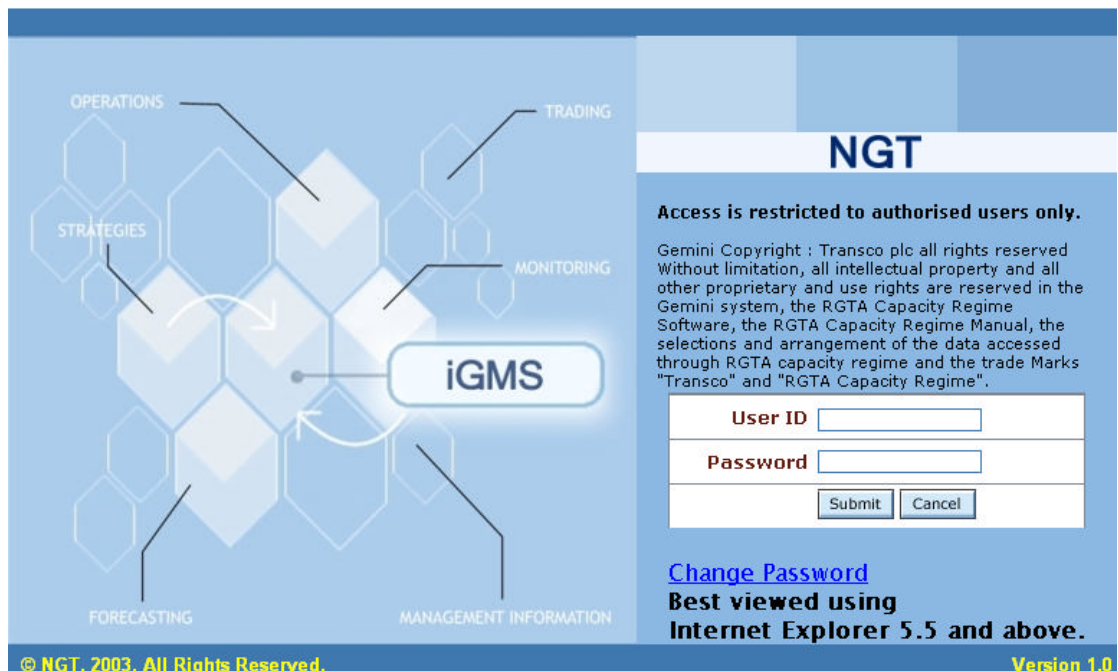 OPERATIONS
TRADING
STRATEGIES
MONITORING
iGMS
FORECASTING
MANAGEMENT INFORMATION
NGT
Access is restricted to authorised users only.
Gemini Copyright : Transco plc all rights reserved
Without limitation, all intellectual property and all
other proprietary and use rights are reserved in the
Gemini system, the RGTA Capacity Regime
Software, the RGTA Capacity Regime Manual, the
selections and arrangement of the data accessed
through RGTA capacity regime and the trade Marks
"Transco" and "RGTA Capacity Regime".
User ID
Password
Submit Cancel
Change Password
Best viewed using
Internet Explorer 5.5 and above.
© NGT, 2003. All Rights Reserved. Version 1.0